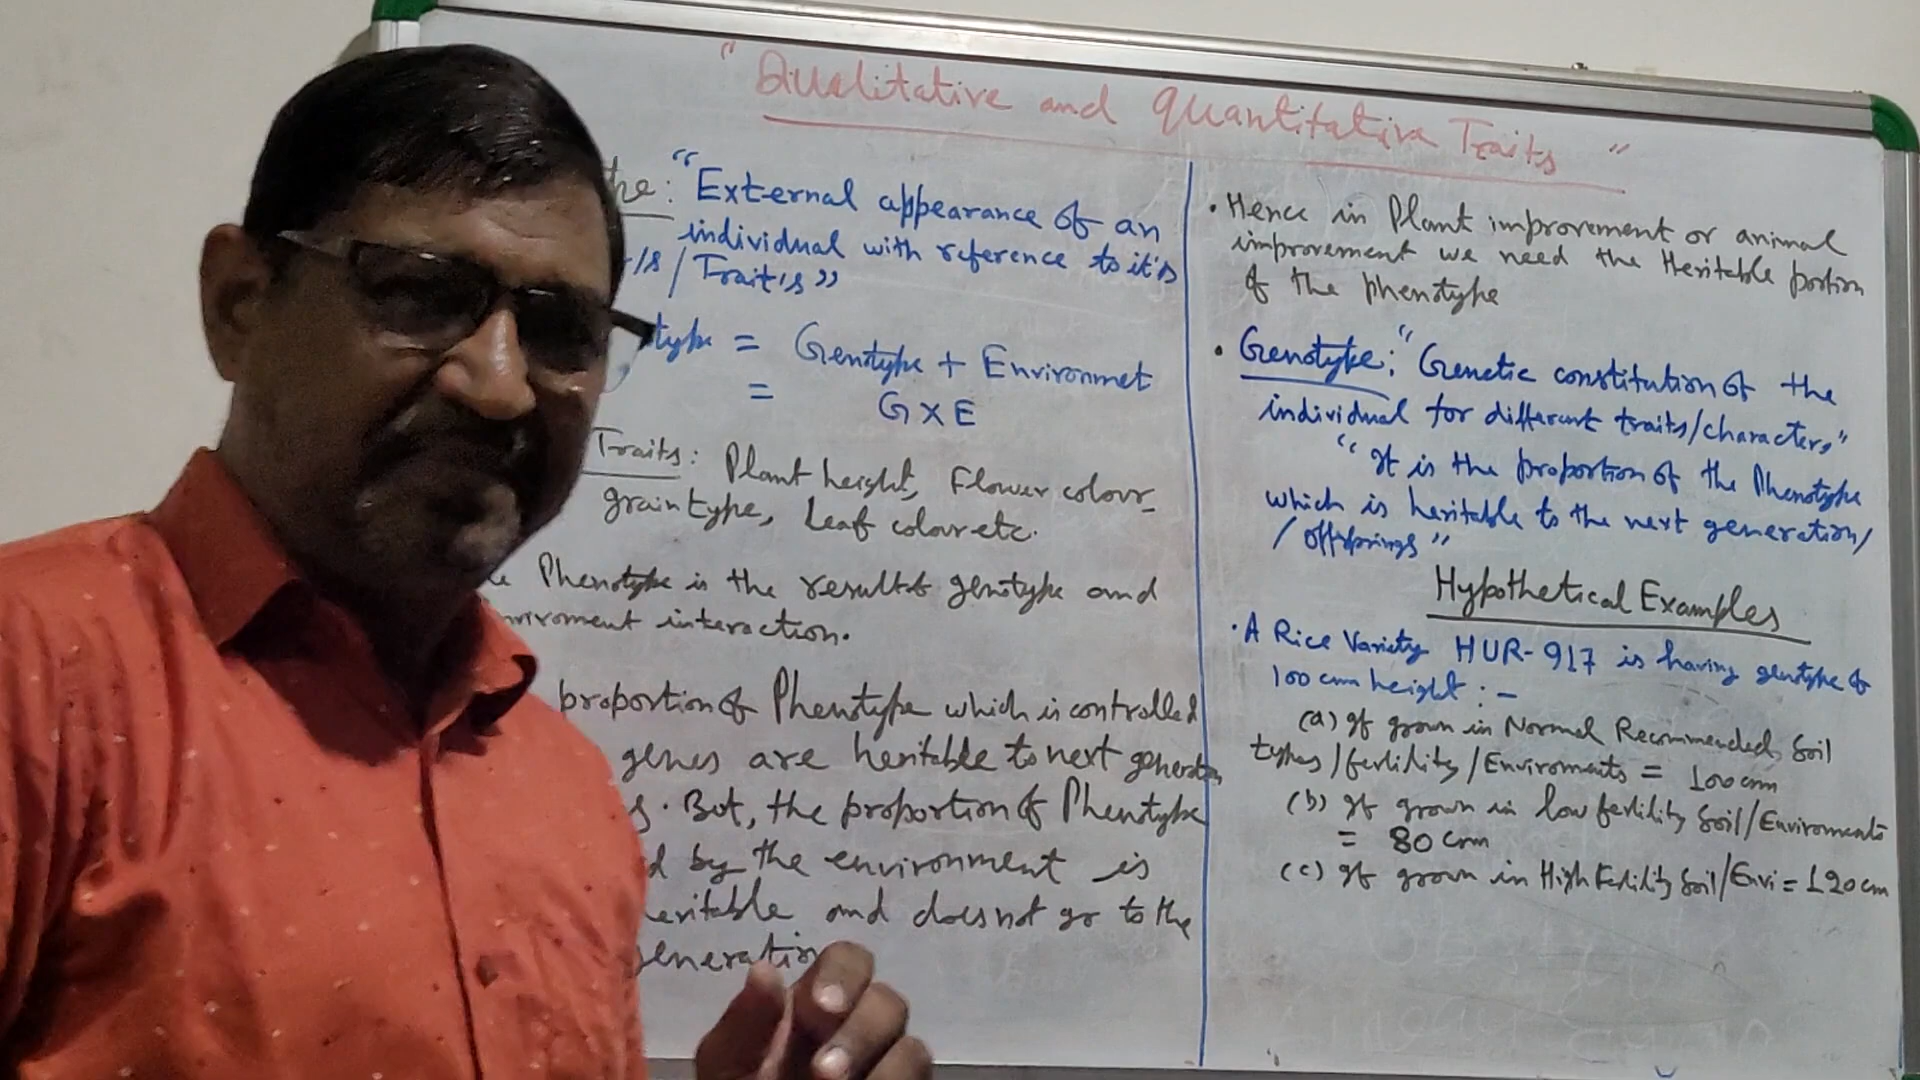 "Qualitative and Quantitative Traits"
"External appearance of an
individual with reference to it's
/ Trait's"
type = Genotype + Environmet
= G X E
Traits: Plant height, Flower colour
grain type, Leaf colour etc.
Phenotype is the result of genotype and
nviroment interaction.
proportion of Phenotype which is controlled
genes are heritable to next generation
But, the proportion of Phenotype
d by the environment is
eritable and does not go to the
generation
• Hence in Plant improvement or animal
improvement we need the Heritable portion
of the phenotype
• Genotype: "Genetic constitution of the
individual for different traits/characters"
"It is the proportion of the Phenotype
which is heritable to the next generation/
/offsprings"
Hypothetical Examples
• A Rice Variety HUR-917 is having genotype of
100 cm height :-
(a) If grown in Normal Recommended Soil
types/fertility/Enviroments = 100 cm
(b) If grown in low fertility Soil/Enviroments
= 80 cm
(c) If grown in High Fertility Soil/Envi = 120 cm